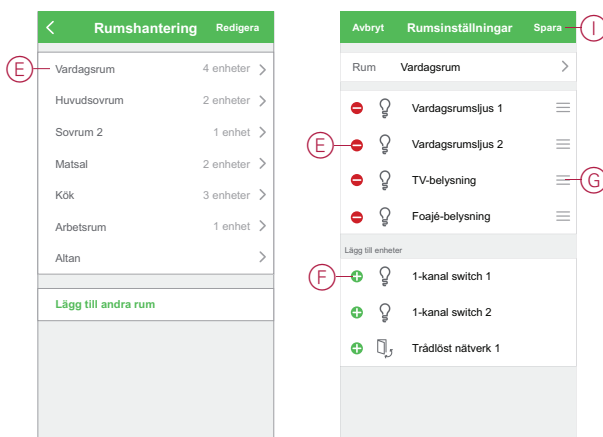 Rumshantering Redigera
E
Vardagsrum 4 enheter
Huvudsovrum 2 enheter
Sovrum 2 1 enhet
Matsal 2 enheter
Kök 3 enheter
Arbetsrum 1 enhet
Altan
Lägg till andra rum
Avbryt Rumsinställningar Spara
I
Rum Vardagsrum
Vardagsrumsljus 1
E
Vardagsrumsljus 2
TV-belysning
G
Foajé-belysning
Lägg till enheter
F
1-kanal switch 1
1-kanal switch 2
Trådlöst nätverk 1